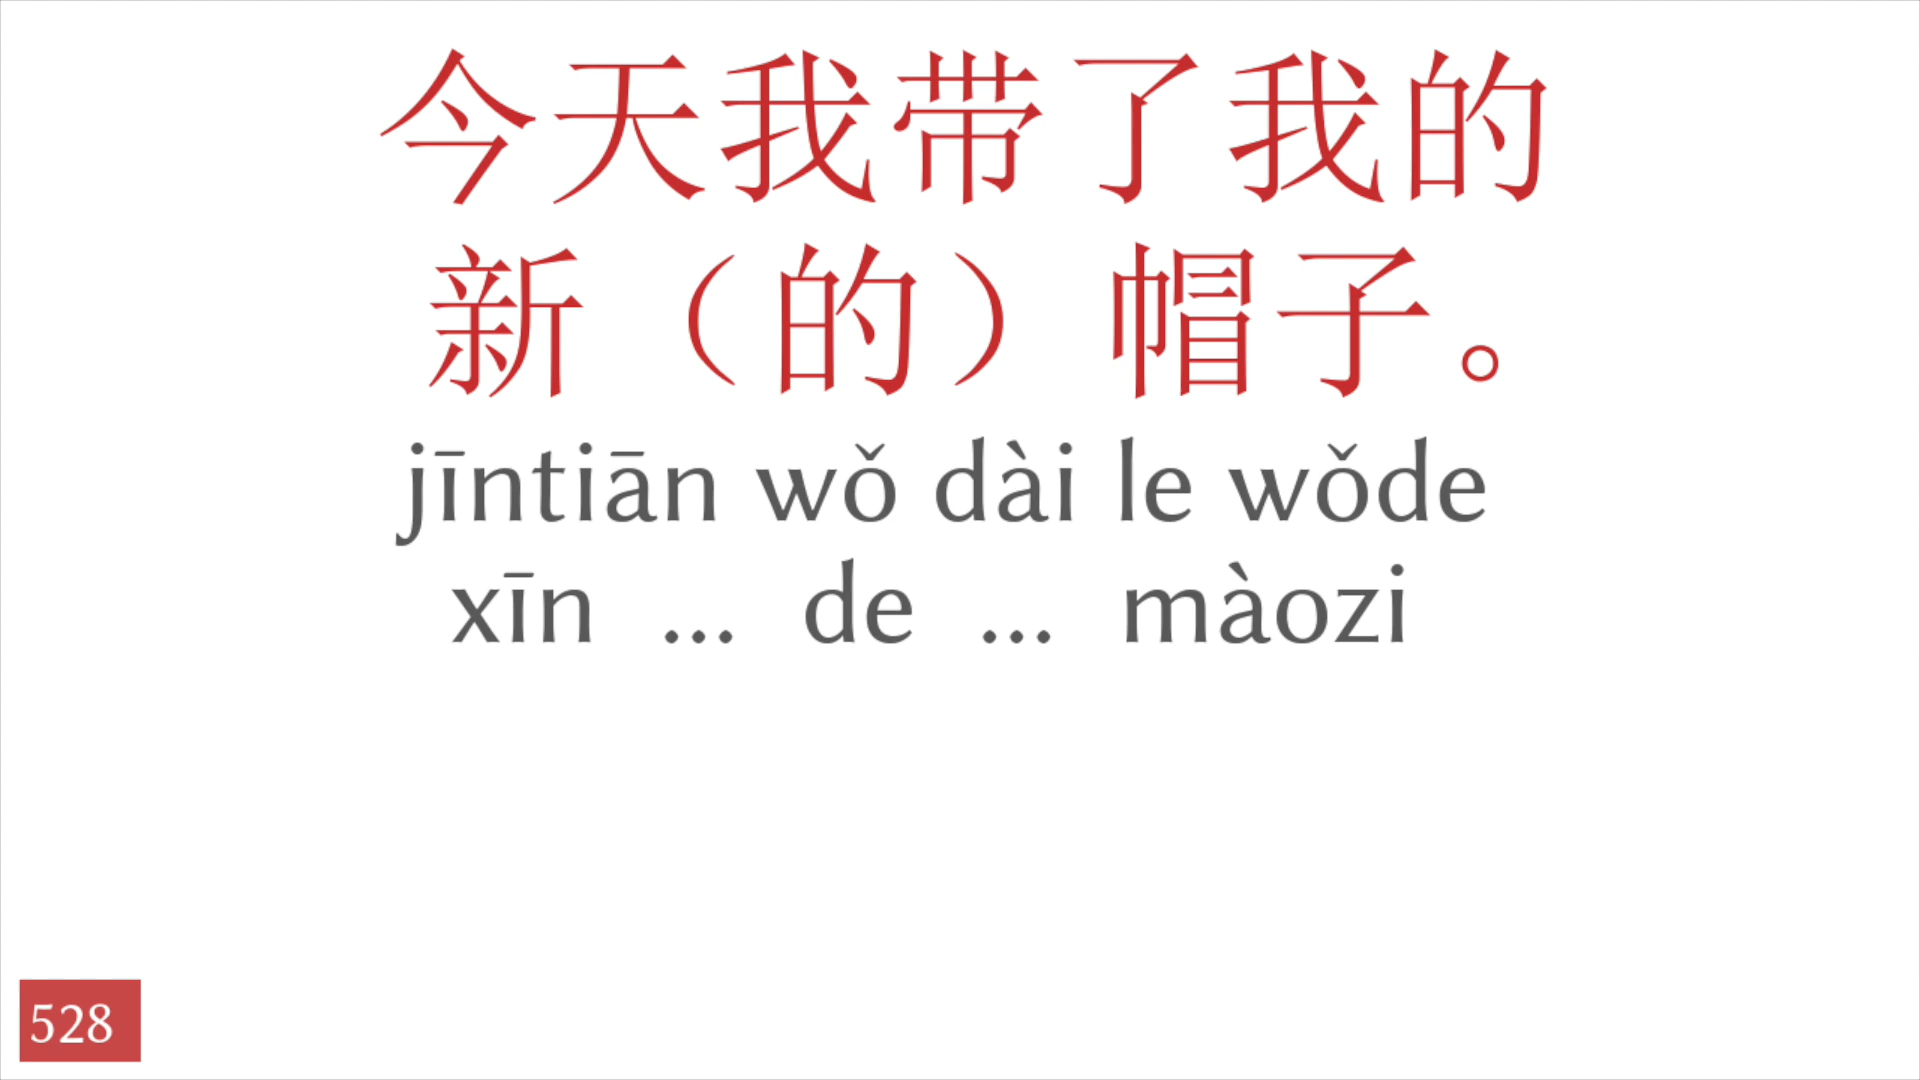 今天我带了我的
新（的）帽子。
jīntiān wǒ dài le wǒde
xīn ... de ... màozi
528